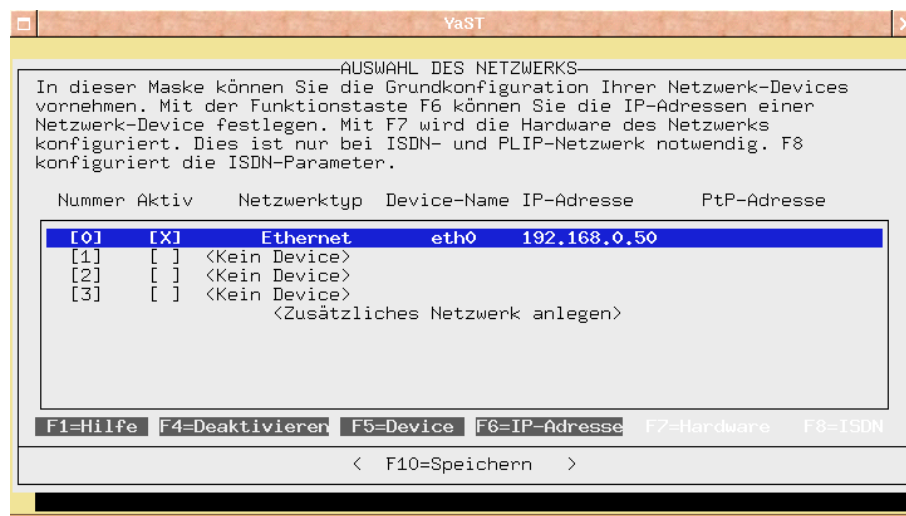 YaST
AUSWAHL DES NETZWERKS
In dieser Maske können Sie die Grundkonfiguration Ihrer Netzwerk-Devices
vornehmen. Mit der Funktionstaste F6 können Sie die IP-Adressen einer
Netzwerk-Device festlegen. Mit F7 wird die Hardware des Netzwerks
konfiguriert. Dies ist nur bei ISDN- und PLIP-Netzwerk notwendig. F8
konfiguriert die ISDN-Parameter.
Nummer Aktiv Netzwerktyp Device-Name IP-Adresse PtP-Adresse
[0] [X] Ethernet eth0 192.168.0.50
[1] [ ] <Kein Device>
[2] [ ] <Kein Device>
[3] [ ] <Kein Device>
<Zusätzliches Netzwerk anlegen>
F1=Hilfe F4=Deaktivieren F5=Device F6=IP-Adresse F7=Hardware F8=ISDN
< F10=Speichern >